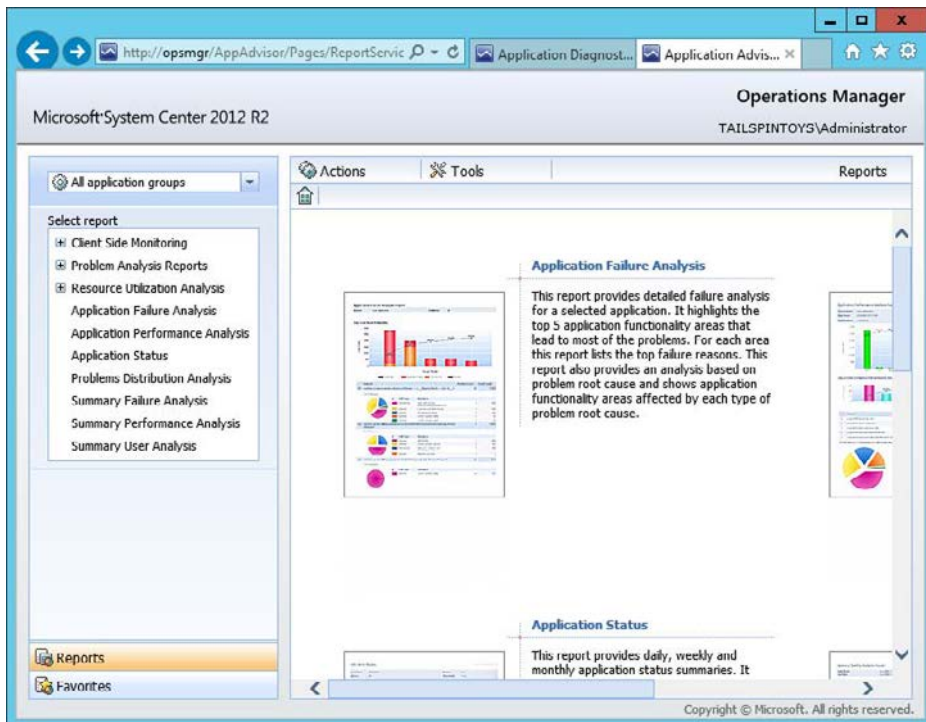 http://opsmgr/AppAdvisor/Pages/ReportServic
Application Diagnost...
Application Advis...
Microsoft System Center 2012 R2
Operations Manager
TAILSPINTOYS\Administrator
All application groups
Select report
Client Side Monitoring
Problem Analysis Reports
Resource Utilization Analysis
Application Failure Analysis
Application Performance Analysis
Application Status
Problems Distribution Analysis
Summary Failure Analysis
Summary Performance Analysis
Summary User Analysis
Reports
Favorites
Actions
Tools
Reports
Application Failure Analysis
This report provides detailed failure analysis
for a selected application. It highlights the
top 5 application functionality areas that
lead to most of the problems. For each area
this report lists the top failure reasons. This
report also provides an analysis based on
problem root cause and shows application
functionality areas affected by each type of
problem root cause.
Application Status
This report provides daily, weekly and
monthly application status summaries. It
Copyright © Microsoft. All rights reserved.